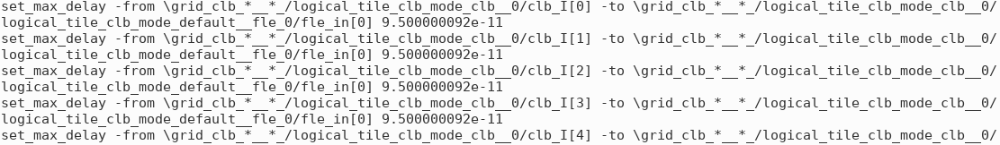 set_max_delay -from \grid_clb_*__*_/logical_tile_clb_mode_clb__0/clb_I[0] -to \grid_clb_*__*_/logical_tile_clb_mode_clb__0/
logical_tile_clb_mode_default__fle_0/fle_in[0] 9.500000092e-11
set_max_delay -from \grid_clb_*__*_/logical_tile_clb_mode_clb__0/clb_I[1] -to \grid_clb_*__*_/logical_tile_clb_mode_clb__0/
logical_tile_clb_mode_default__fle_0/fle_in[0] 9.500000092e-11
set_max_delay -from \grid_clb_*__*_/logical_tile_clb_mode_clb__0/clb_I[2] -to \grid_clb_*__*_/logical_tile_clb_mode_clb__0/
logical_tile_clb_mode_default__fle_0/fle_in[0] 9.500000092e-11
set_max_delay -from \grid_clb_*__*_/logical_tile_clb_mode_clb__0/clb_I[3] -to \grid_clb_*__*_/logical_tile_clb_mode_clb__0/
logical_tile_clb_mode_default__fle_0/fle_in[0] 9.500000092e-11
set_max_delay -from \grid_clb_*__*_/logical_tile_clb_mode_clb__0/clb_I[4] -to \grid_clb_*__*_/logical_tile_clb_mode_clb__0/